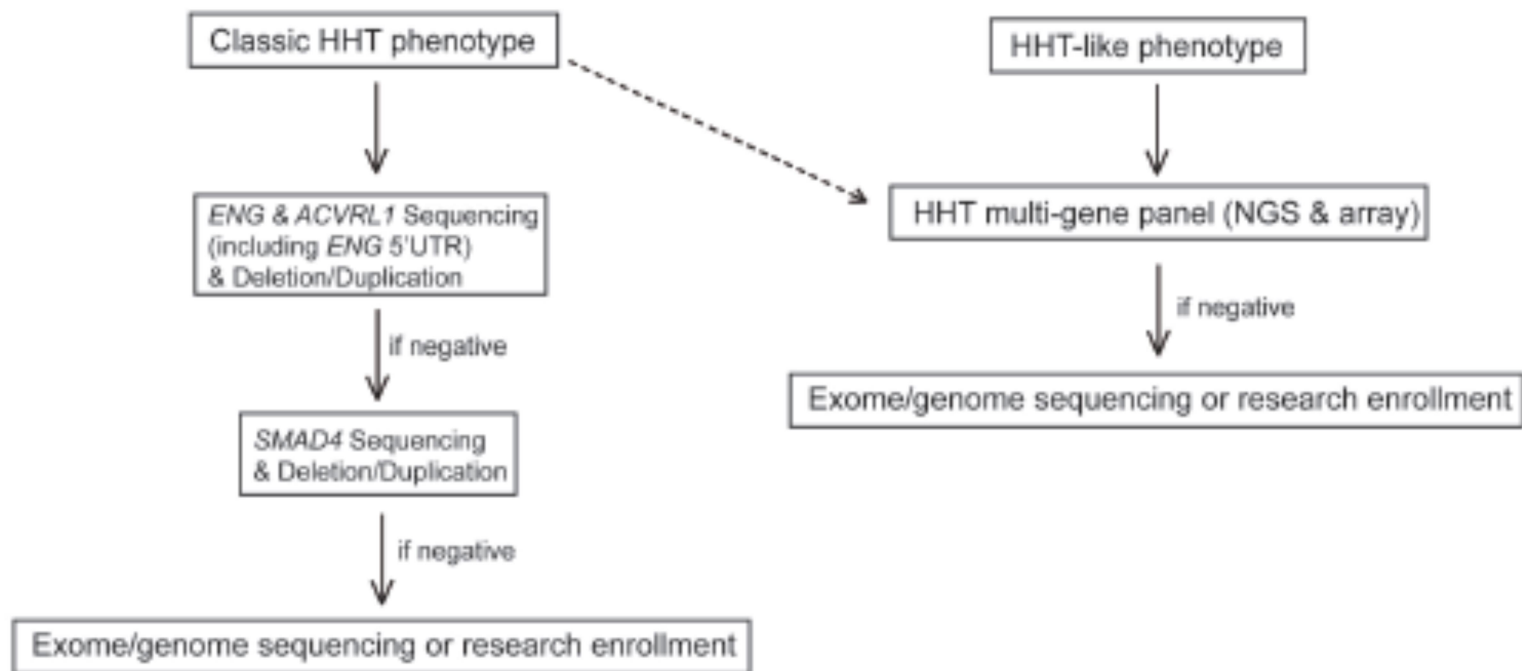 Classic HHT phenotype
ENG & ACVRL1 Sequencing
(including ENG 5'UTR)
& Deletion/Duplication
if negative
SMAD4 Sequencing
& Deletion/Duplication
if negative
Exome/genome sequencing or research enrollment
HHT-like phenotype
HHT multi-gene panel (NGS & array)
if negative
Exome/genome sequencing or research enrollment